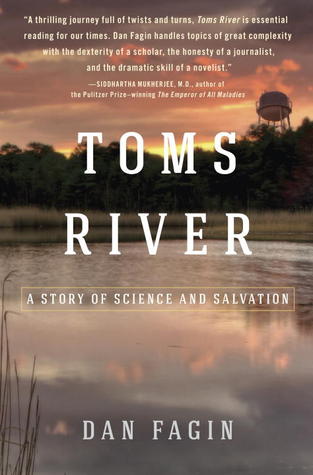 “A thrilling journey full of twists and turns, Toms River is essential
reading for our times. Dan Fagin handles topics of great complexity
with the dexterity of a scholar, the honesty of a journalist,
and the dramatic skill of a novelist.”
—SIDDHARTHA MUKHERJEE, M.D., author of
the Pulitzer Prize–winning The Emperor of All Maladies
TOMS
RIVER
A STORY OF SCIENCE AND SALVATION
DAN FAGIN